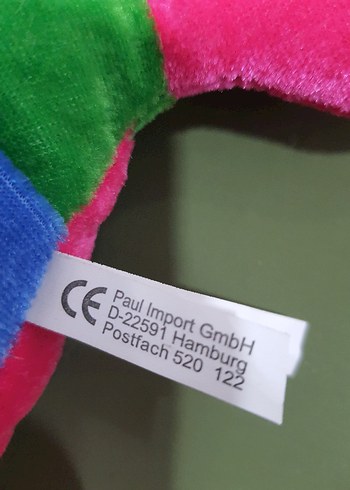 CE Paul Import GmbH
D-22591 Hamburg
Postfach 520 122